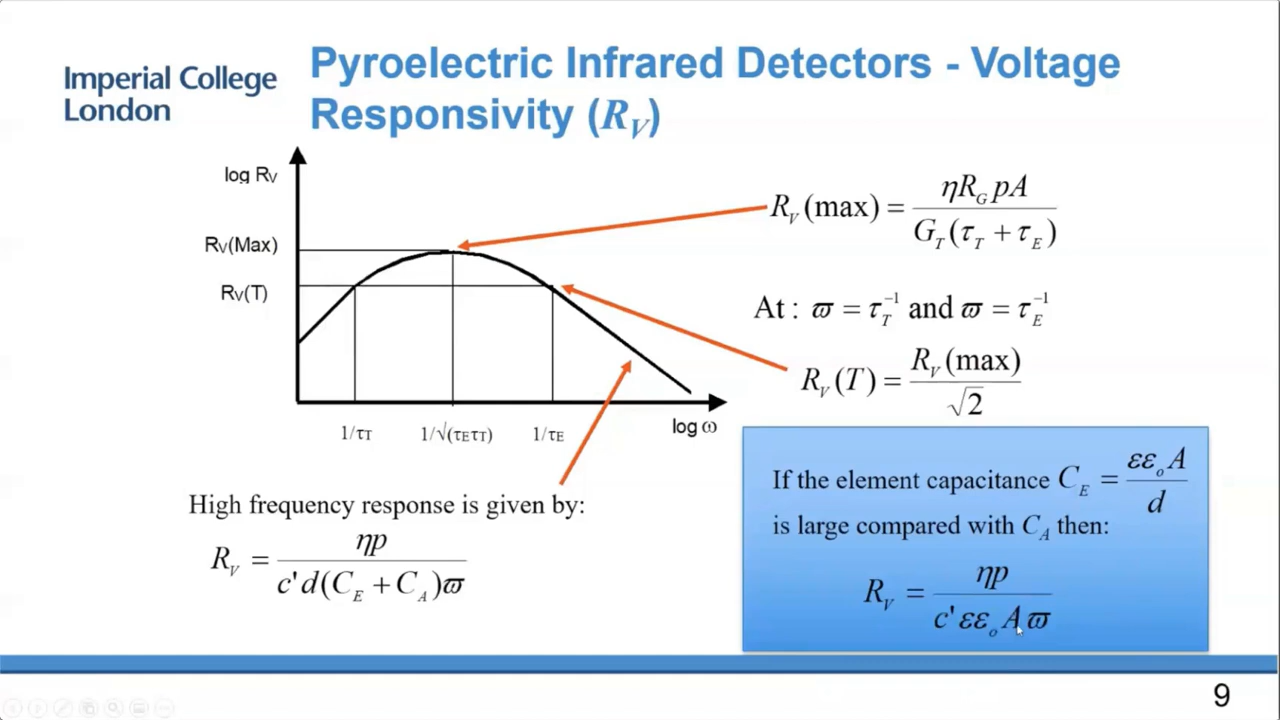 Imperial College
London
Pyroelectric Infrared Detectors - Voltage
Responsivity (R_V)
log Rv
Rv(Max)
Rv(T)
1/τT
1/√(τEτT)
1/τE
log ω
R_V (max) = ηR_G pA / G_T (τ_T + τ_E)
At : ϖ = τ_T^-1 and ϖ = τ_E^-1
R_V (T) = R_V (max) / √2
High frequency response is given by:
R_V = ηp / c'd(C_E + C_A)ϖ
If the element capacitance C_E = εε_o A / d
is large compared with C_A then:
R_V = ηp / c'εε_o Aϖ
9